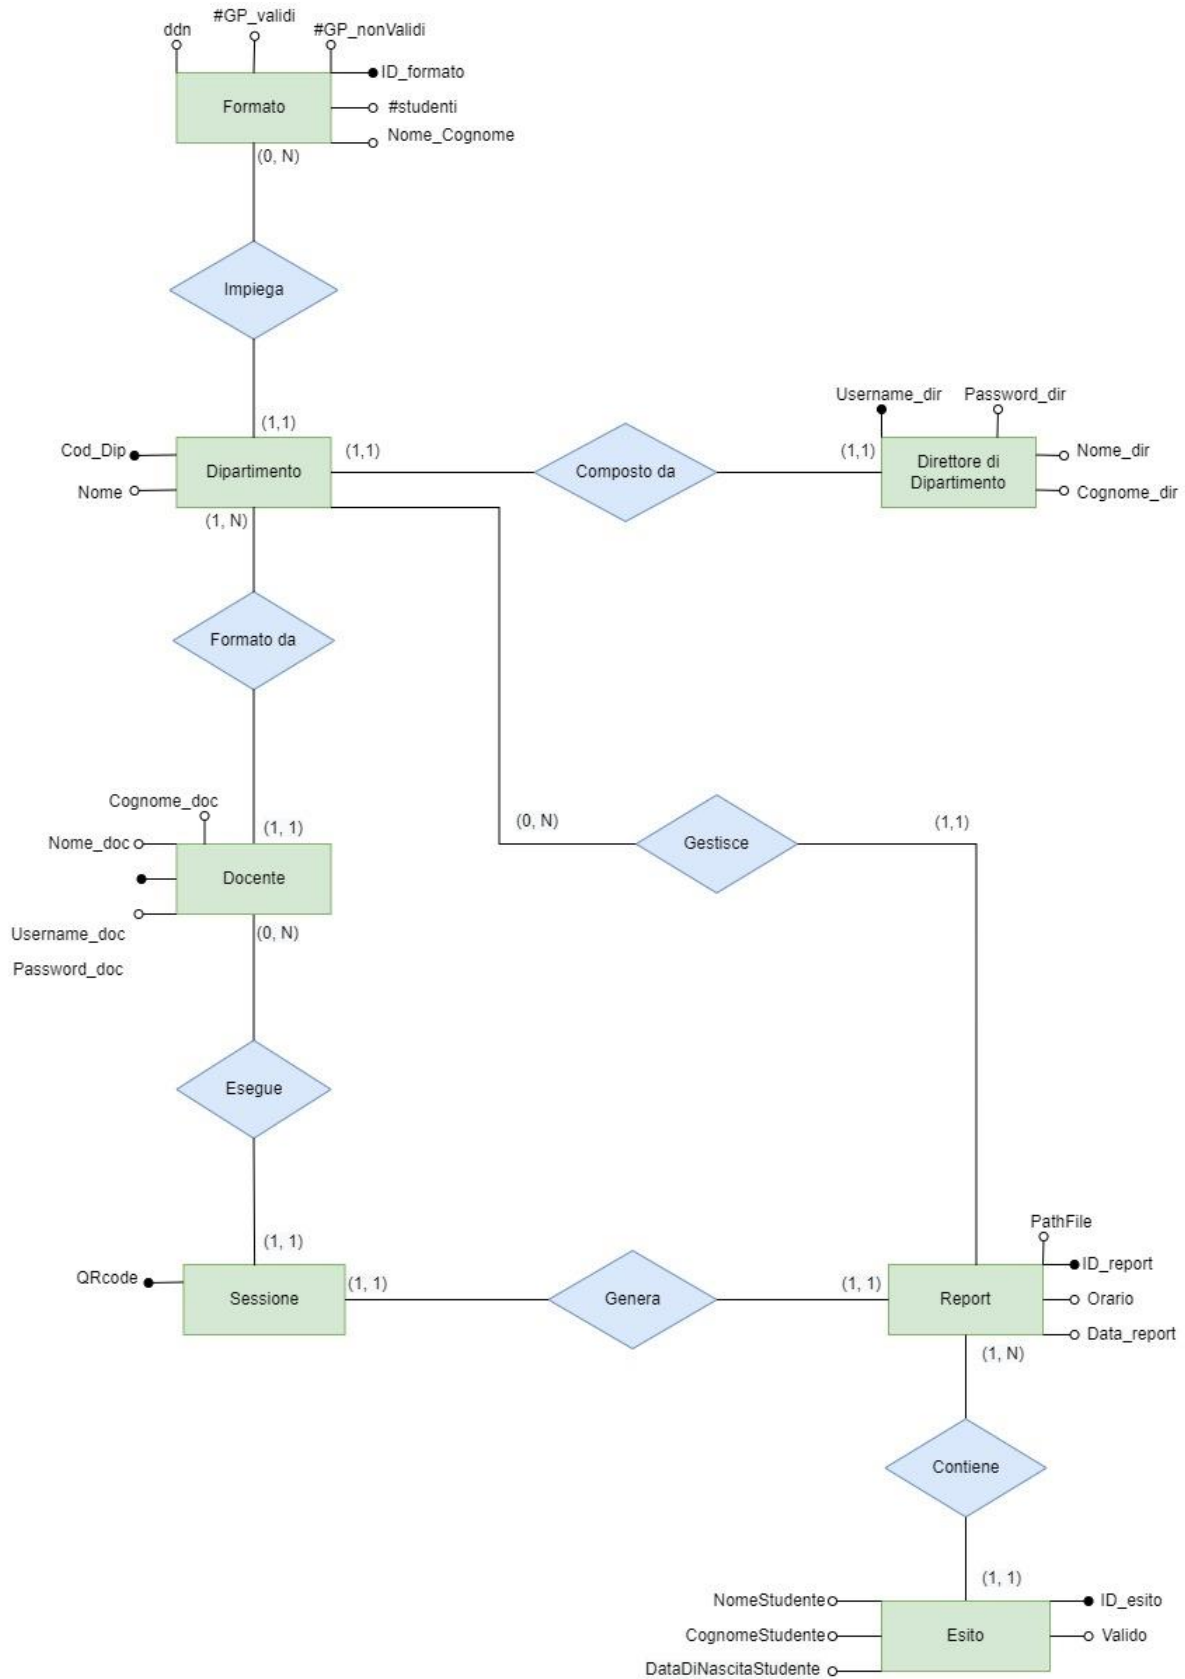 #GP_validi
ddn
#GP_nonValidi
ID_formato
Formato
#studenti
Nome_Cognome
(0, N)
Impiega
(1,1)
Username_dir
Password_dir
Cod_Dip
(1,1)
(1,1)
Nome_dir
Dipartimento
Composto da
Direttore di
Dipartimento
Nome
Cognome_dir
(1, N)
Formato da
Cognome_doc
(0, N)
(1,1)
(1, 1)
Nome_doc
Gestisce
Docente
Username_doc
(0, N)
Password_doc
Esegue
PathFile
(1, 1)
ID_report
QRcode
(1, 1)
(1, 1)
Sessione
Genera
Report
Orario
Data_report
(1, N)
Contiene
(1, 1)
NomeStudente
ID_esito
CognomeStudente
Esito
Valido
DataDiNascitaStudente